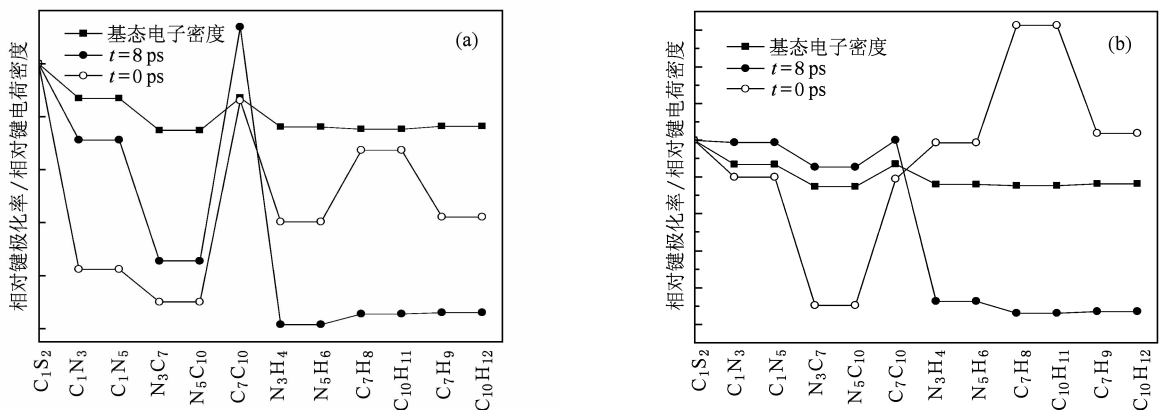 相对键极化率/相对键电荷密度
基态电子密度
t=8 ps
t=0 ps
(a)
C₁S₂
C₁N₃
C₁N₅
N₃C₇
N₅C₁₀
C₇C₁₀
N₃H₄
N₅H₆
C₇H₈
C₁₀H₁₁
C₇H₉
C₁₀H₁₂
相对键极化率/相对键电荷密度
基态电子密度
t=8 ps
t=0 ps
(b)
C₁S₂
C₁N₃
C₁N₅
N₃C₇
N₅C₁₀
C₇C₁₀
N₃H₄
N₅H₆
C₇H₈
C₁₀H₁₁
C₇H₉
C₁₀H₁₂